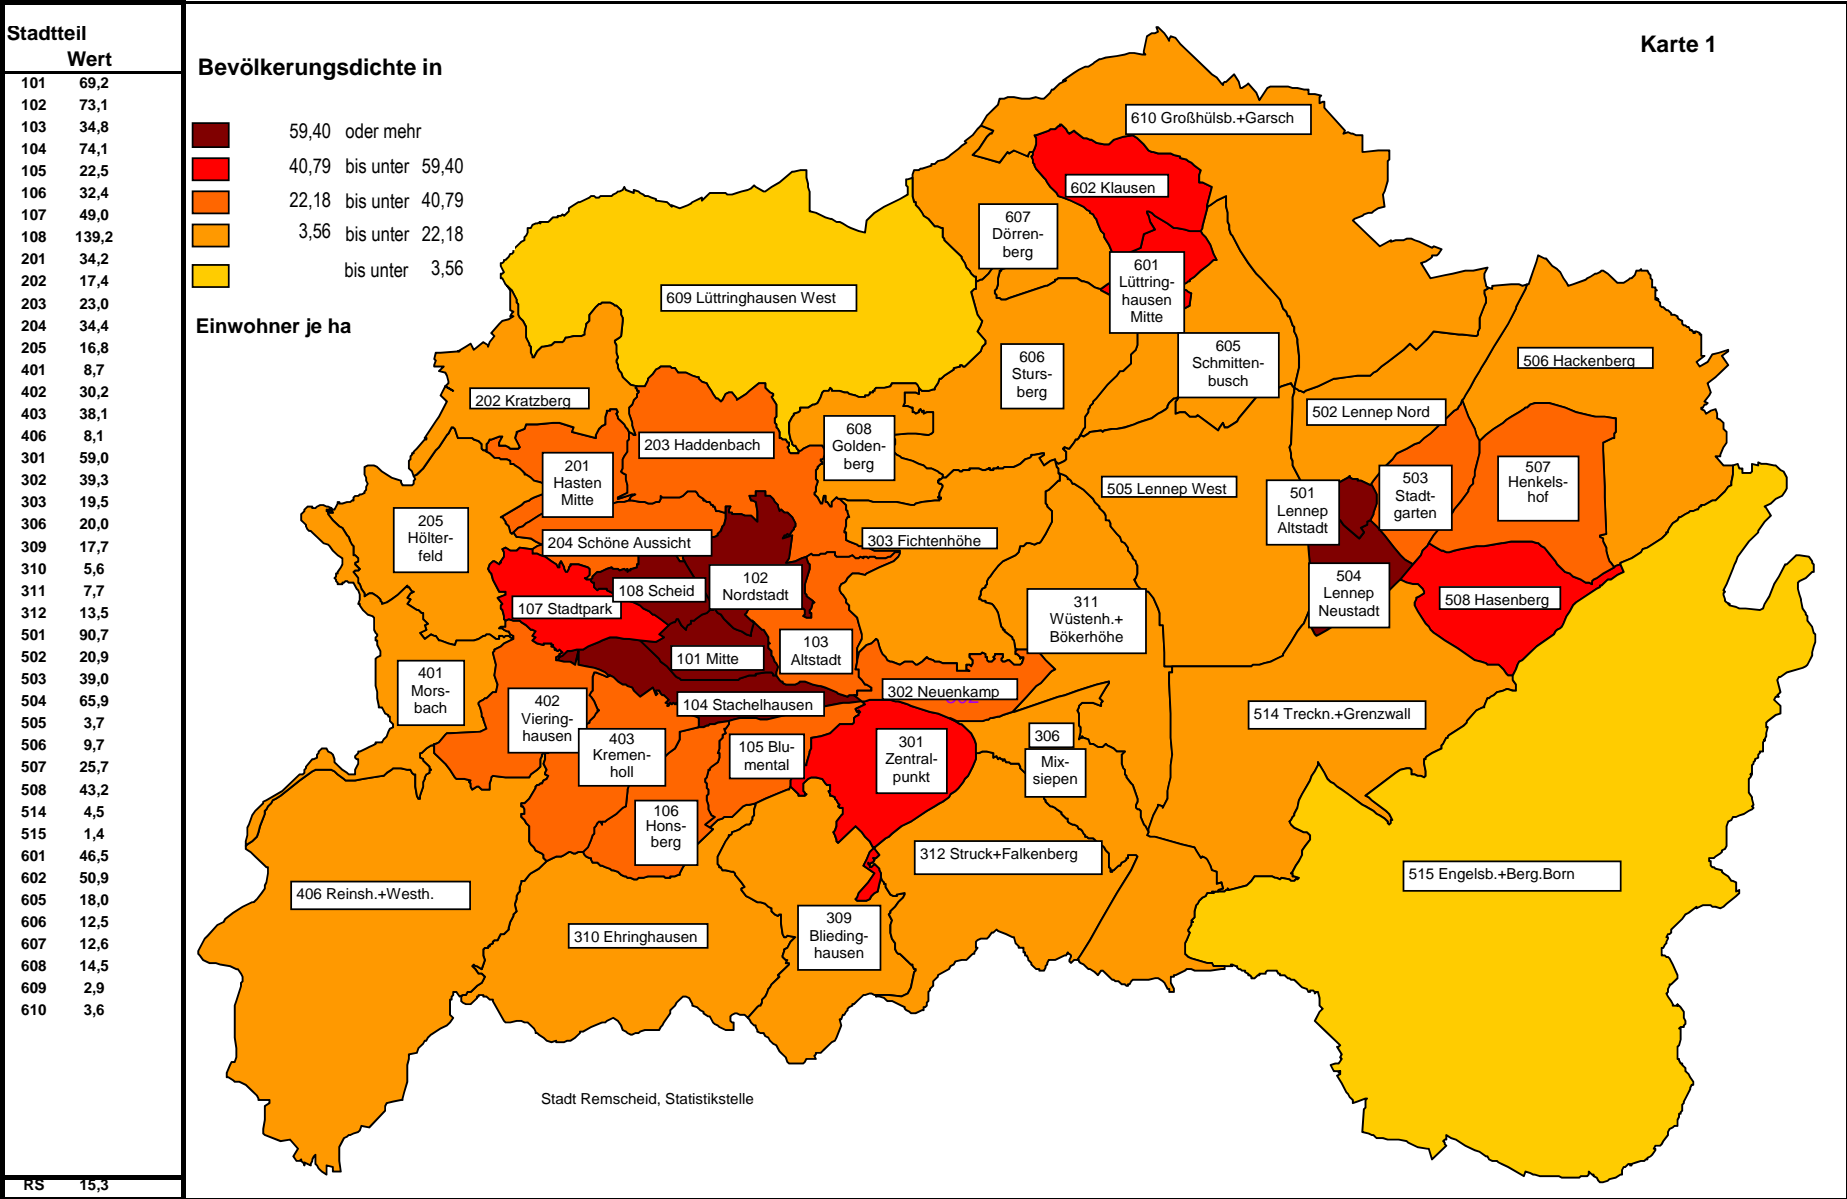 Stadtteil
Wert
101 69,2
102 73,1
103 34,8
104 74,1
105 22,5
106 32,4
107 49,0
108 139,2
201 34,2
202 17,4
203 23,0
204 34,4
205 16,8
401 8,7
402 30,2
403 38,1
406 8,1
301 59,0
302 39,3
303 19,5
306 20,0
309 17,7
310 5,6
311 7,7
312 13,5
501 90,7
502 20,9
503 39,0
504 65,9
505 3,7
506 9,7
507 25,7
508 43,2
514 4,5
515 1,4
601 46,5
602 50,9
605 18,0
606 12,5
607 12,6
608 14,5
609 2,9
610 3,6
RS 15,3
Bevölkerungsdichte in
59,40 oder mehr
40,79 bis unter 59,40
22,18 bis unter 40,79
3,56 bis unter 22,18
bis unter 3,56
Einwohner je ha
Karte 1
610 Großhülsb.+Garsch
602 Klausen
607
Dörren-
berg
601
Lüttring-
hausen
Mitte
609 Lüttringhausen West
605
Schmitten-
busch
606
Sturs-
berg
506 Hackenberg
202 Kratzberg
502 Lennep Nord
203 Haddenbach
608
Golden-
berg
201
Hasten
Mitte
507
Henkels-
hof
503
Stadt-
garten
505 Lennep West
501
Lennep
Altstadt
205
Hölter-
feld
204 Schöne Aussicht
303 Fichtenhöhe
102
Nordstadt
108 Scheid
107 Stadtpark
504
Lennep
Neustadt
508 Hasenberg
311
Wüstenh.+
Bökerhöhe
103
Altstadt
101 Mitte
401
Mors-
bach
302 Neuenkamp
302
104 Stachelhausen
402
Viering-
hausen
514 Treckn.+Grenzwall
403
Kremen-
holl
105 Blu-
mental
301
Zentral-
punkt
306
Mix-
siepen
106
Hons-
berg
312 Struck+Falkenberg
515 Engelsb.+Berg.Born
406 Reinsh.+Westh.
310 Ehringhausen
309
Blieding-
hausen
Stadt Remscheid, Statistikstelle